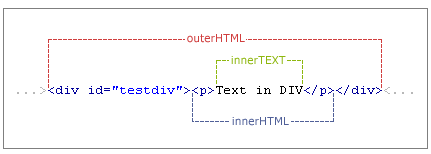 outerHTML
innerTEXT
...><div id="testdiv"><p>Text in DIV</p></div><...
innerHTML